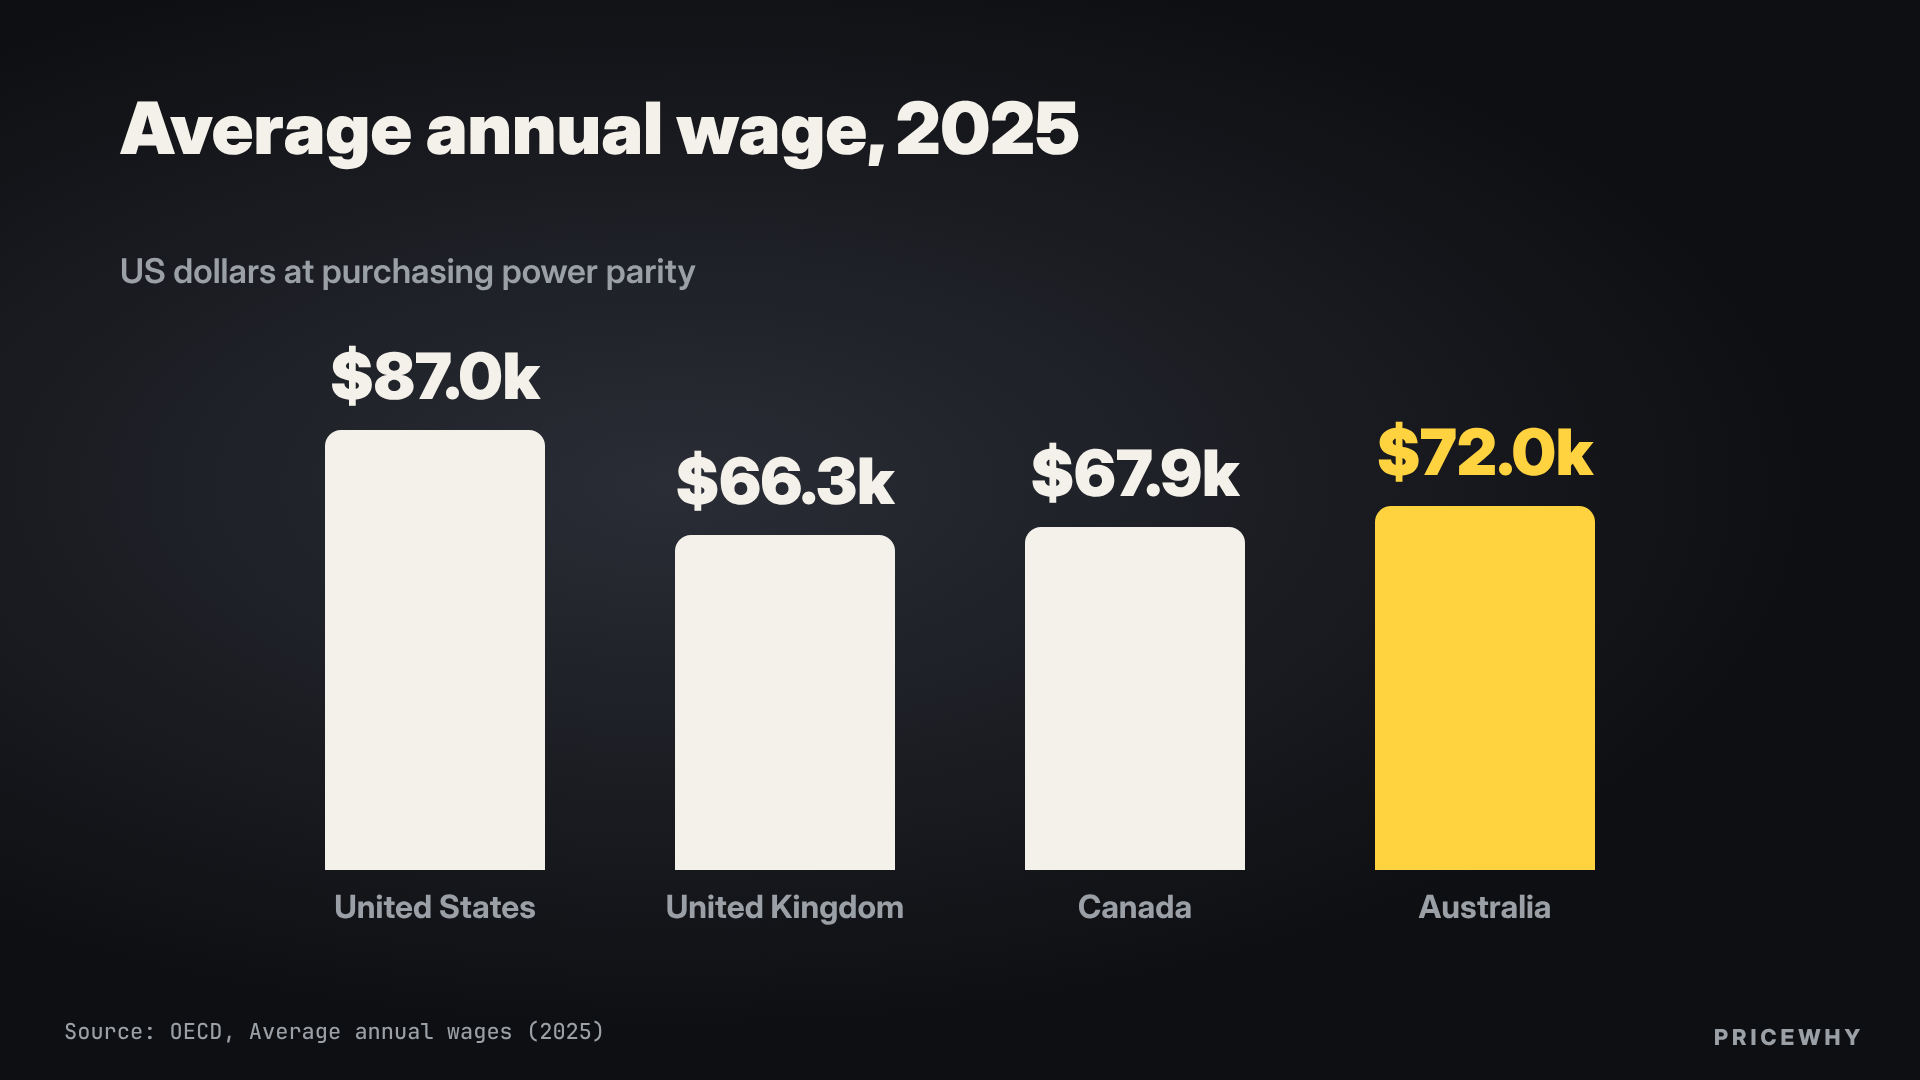 Average annual wage, 2025
US dollars at purchasing power parity
$87.0k
$66.3k
$67.9k
$72.0k
United States
United Kingdom
Canada
Australia
Source: OECD, Average annual wages (2025)
PRICEWHY